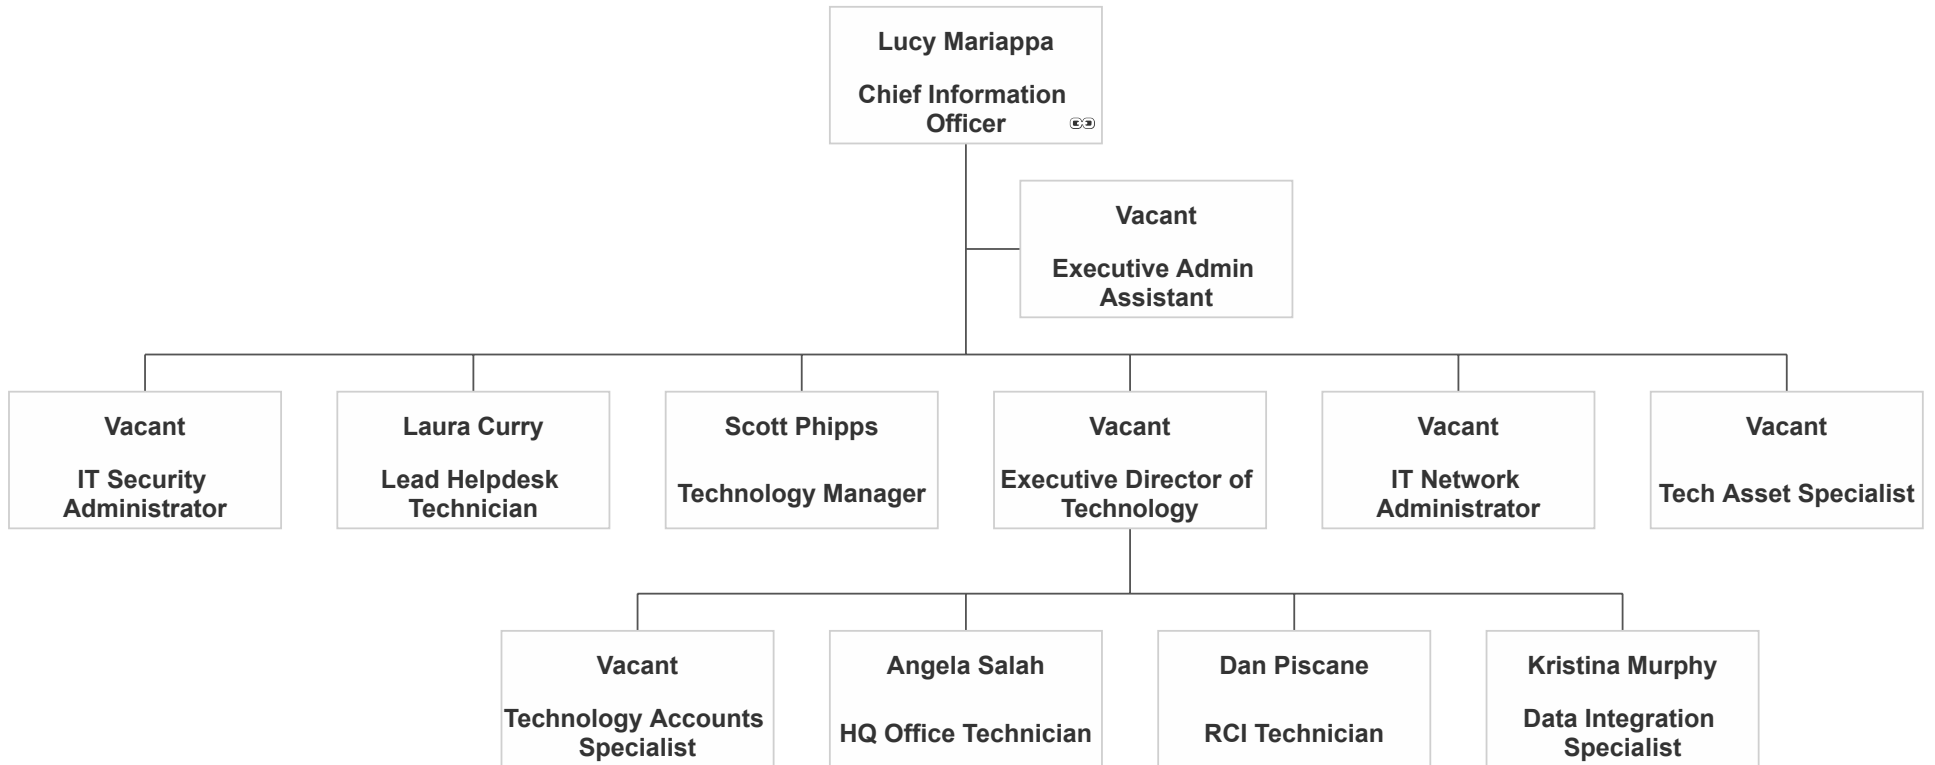 Lucy Mariappa
Chief Information
Officer
Vacant
Executive Admin
Assistant
Vacant
IT Security
Administrator
Laura Curry
Lead Helpdesk
Technician
Scott Phipps
Technology Manager
Vacant
Executive Director of
Technology
Vacant
IT Network
Administrator
Vacant
Tech Asset Specialist
Vacant
Technology Accounts
Specialist
Angela Salah
HQ Office Technician
Dan Piscane
RCI Technician
Kristina Murphy
Data Integration
Specialist